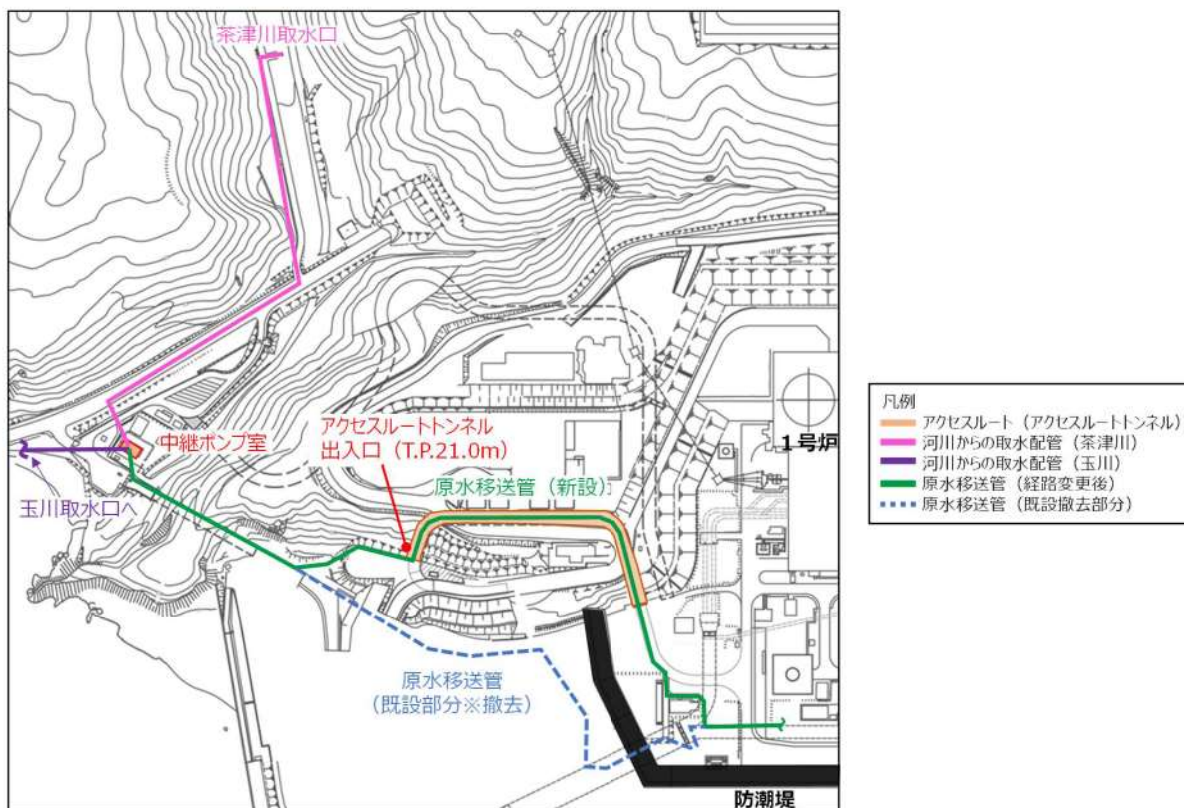 茶津川取水口
中継ポンプ室
アクセスルートトンネル
出入口（T.P.21.0m）
1号炉
原水移送管（新設）
玉川取水口へ
原水移送管
（既設部分※撤去）
防潮堤
凡例
アクセスルート（アクセスルートトンネル）
河川からの取水配管（茶津川）
河川からの取水配管（玉川）
原水移送管（経路変更後）
原水移送管（既設撤去部分）